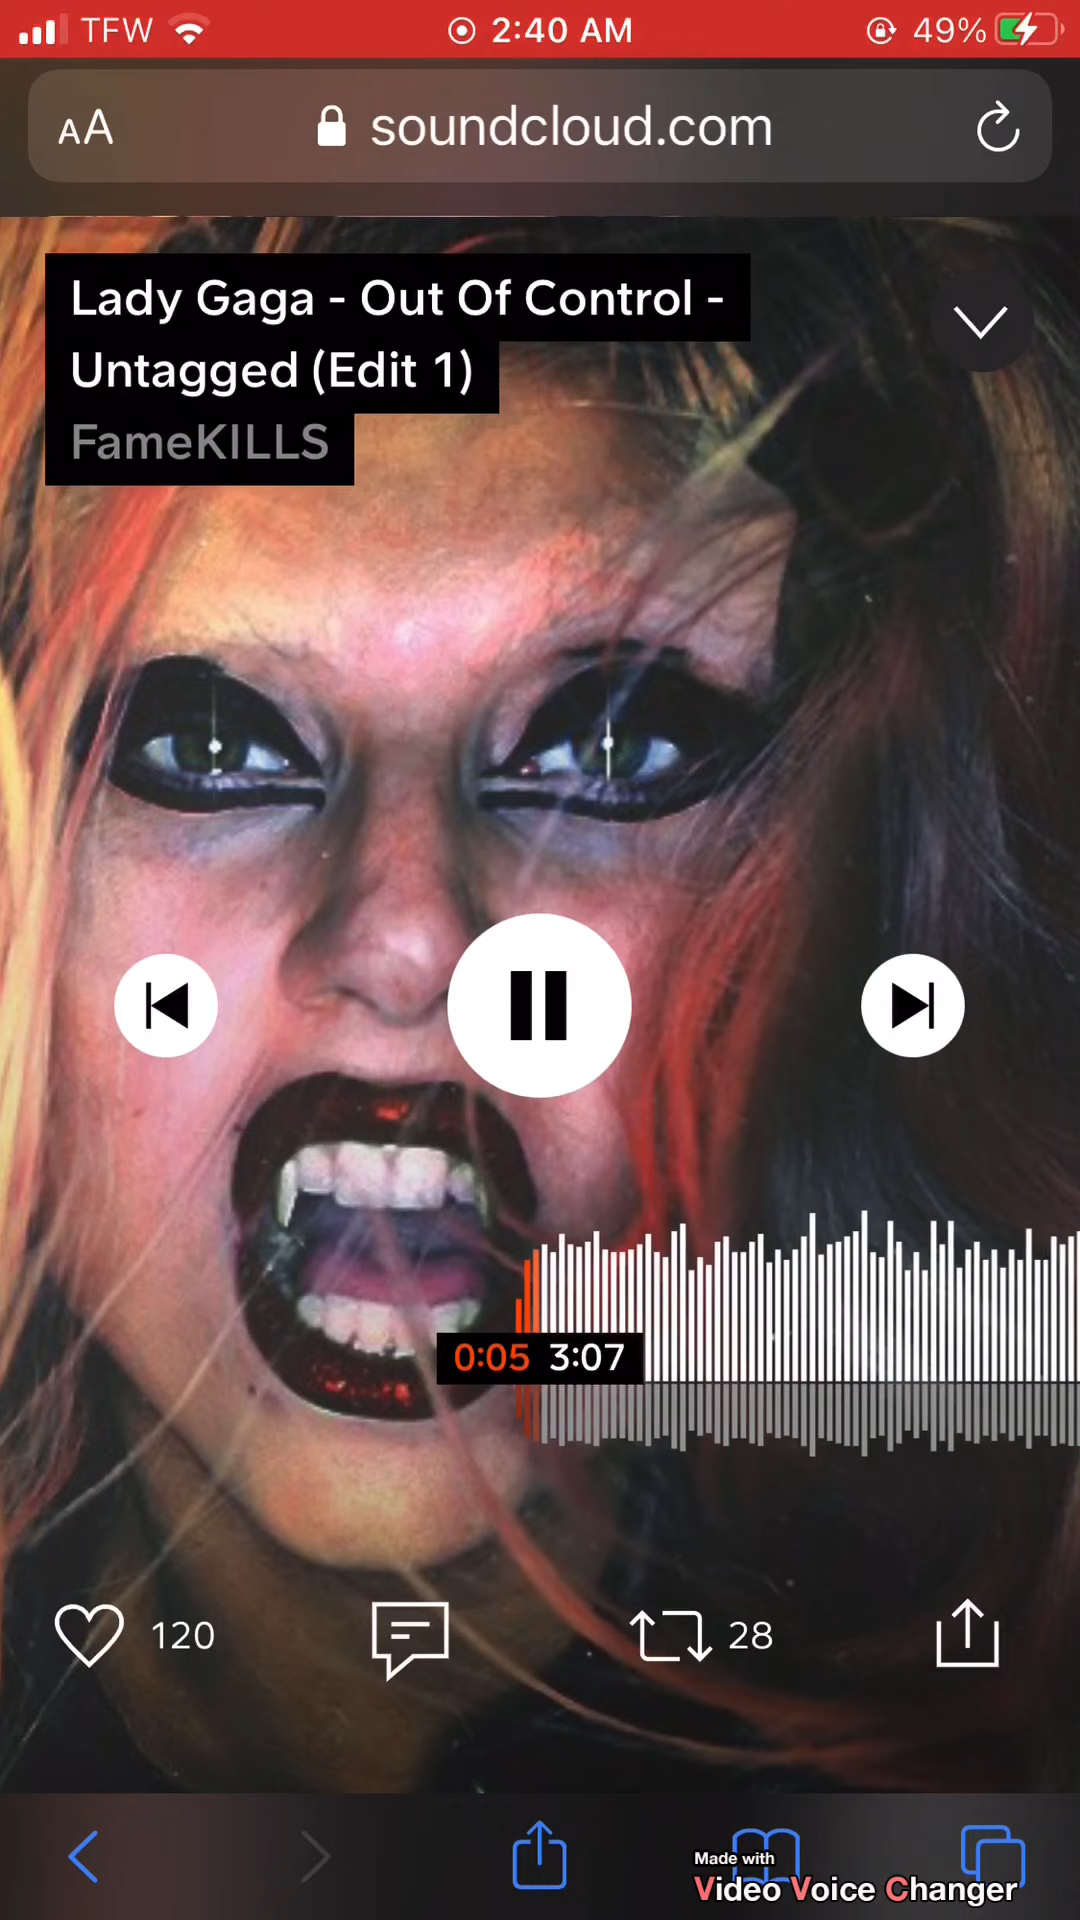 TFW 2:40 AM 49%
AA soundcloud.com
Lady Gaga - Out Of Control -
Untagged (Edit 1)
FameKILLS
0:05 3:07
120 28
Made with
Video Voice Changer